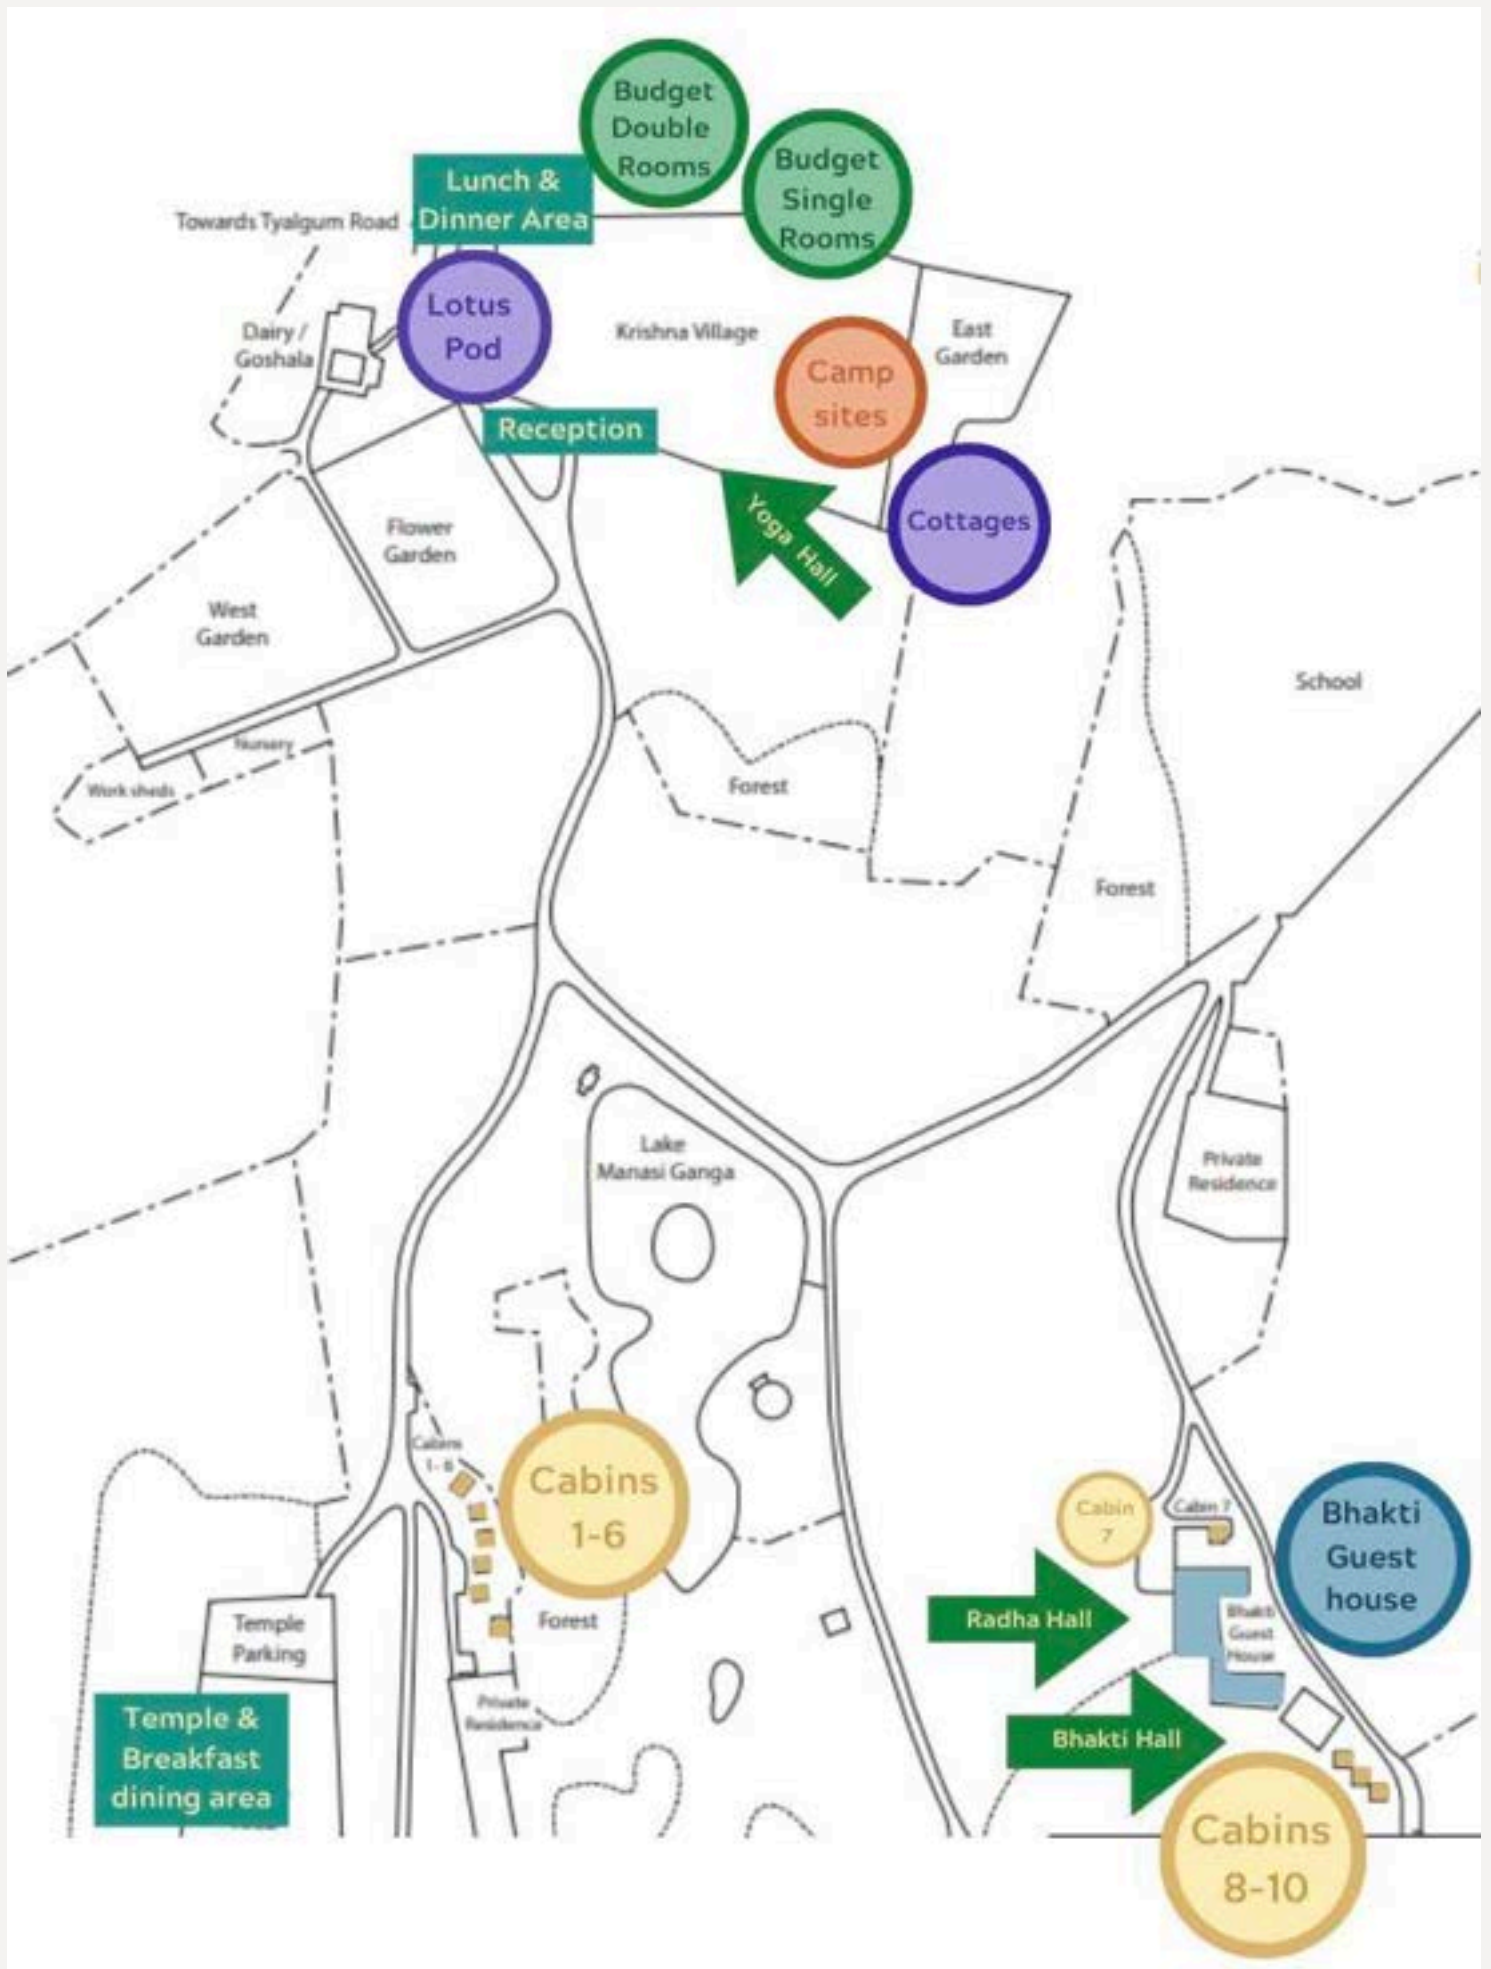 Budget
Double
Rooms
Budget
Single
Rooms
Lunch &
Dinner Area
Towards Tyalgum Road
Lotus
Pod
Dairy /
Goshala
Krishna Village
Camp
sites
East
Garden
Reception
Yoga Hall
Cottages
Flower
Garden
West
Garden
School
Nursery
Work sheds
Forest
Forest
Lake
Manasi Ganga
Private
Residence
Cabins
1-6
Cabins
1-6
Cabin
7
Cabin 7
Bhakti
Guest
house
Radha Hall
Bhakti
Guest
House
Forest
Temple
Parking
Private
Residence
Temple &
Breakfast
dining area
Bhakti Hall
Cabins
8-10